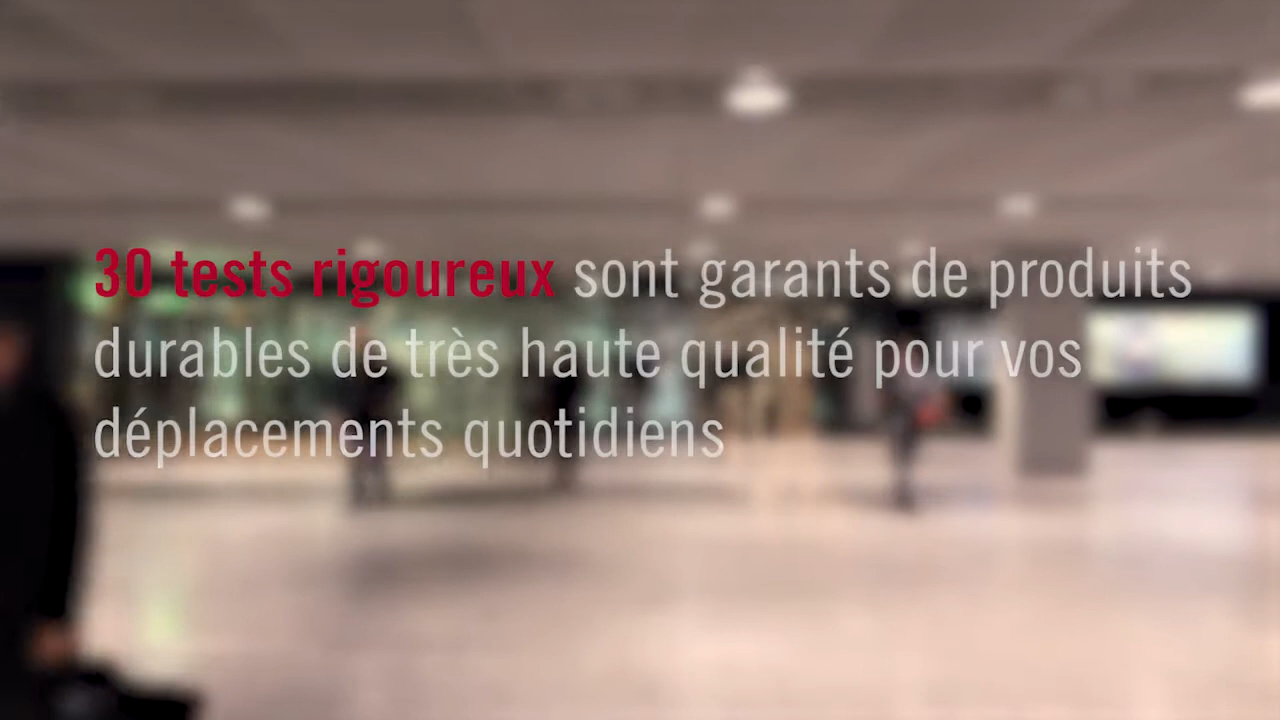 30 tests rigoureux sont garants de produits
durables de très haute qualité pour vos
déplacements quotidiens